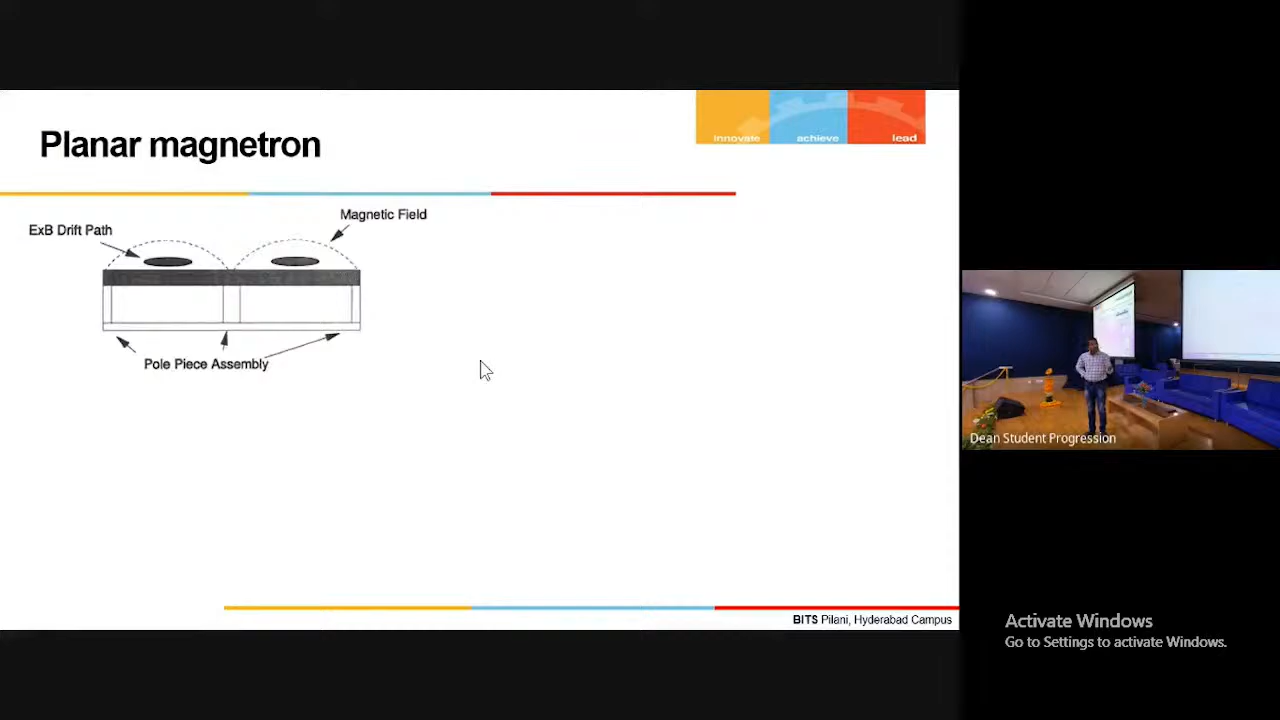 innovate achieve lead
Planar magnetron
Magnetic Field
ExB Drift Path
Pole Piece Assembly
Dean Student Progression
BITS Pilani, Hyderabad Campus
Activate Windows
Go to Settings to activate Windows.